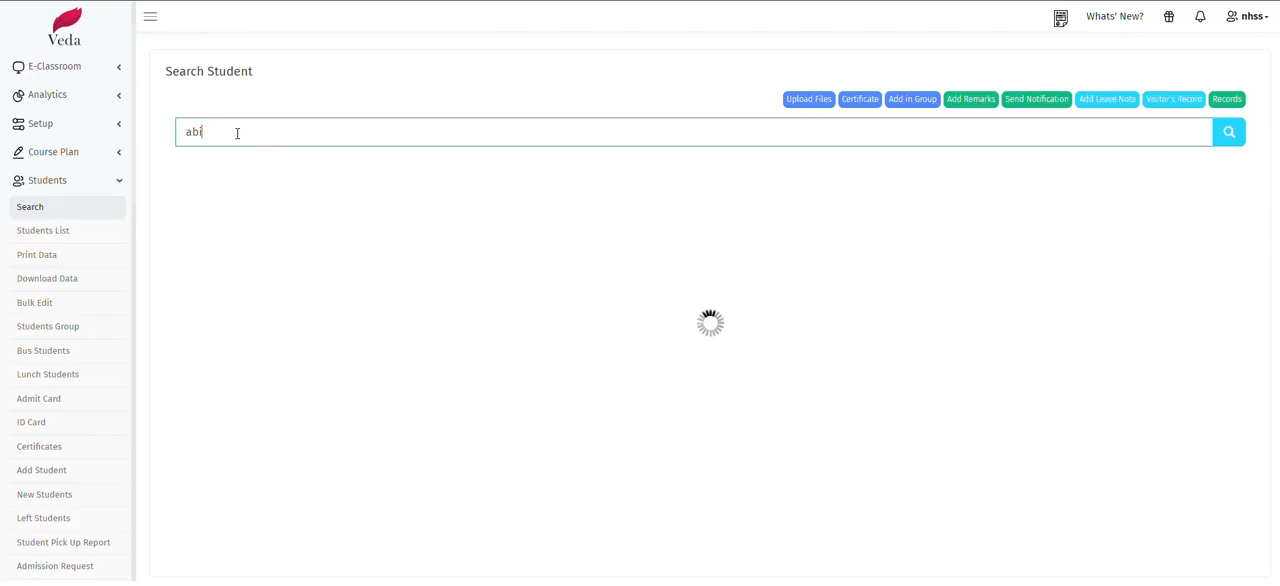 Veda
Whats' New?
nhss
E-Classroom
Analytics
Setup
Course Plan
Students
Search
Students List
Print Data
Download Data
Bulk Edit
Students Group
Bus Students
Lunch Students
Admit Card
ID Card
Certificates
Add Student
New Students
Left Students
Student Pick Up Report
Admission Request
Search Student
Upload Files Certificate Add in Group Add Remarks Send Notification Add Leave Note Visitor's Record Records
abi